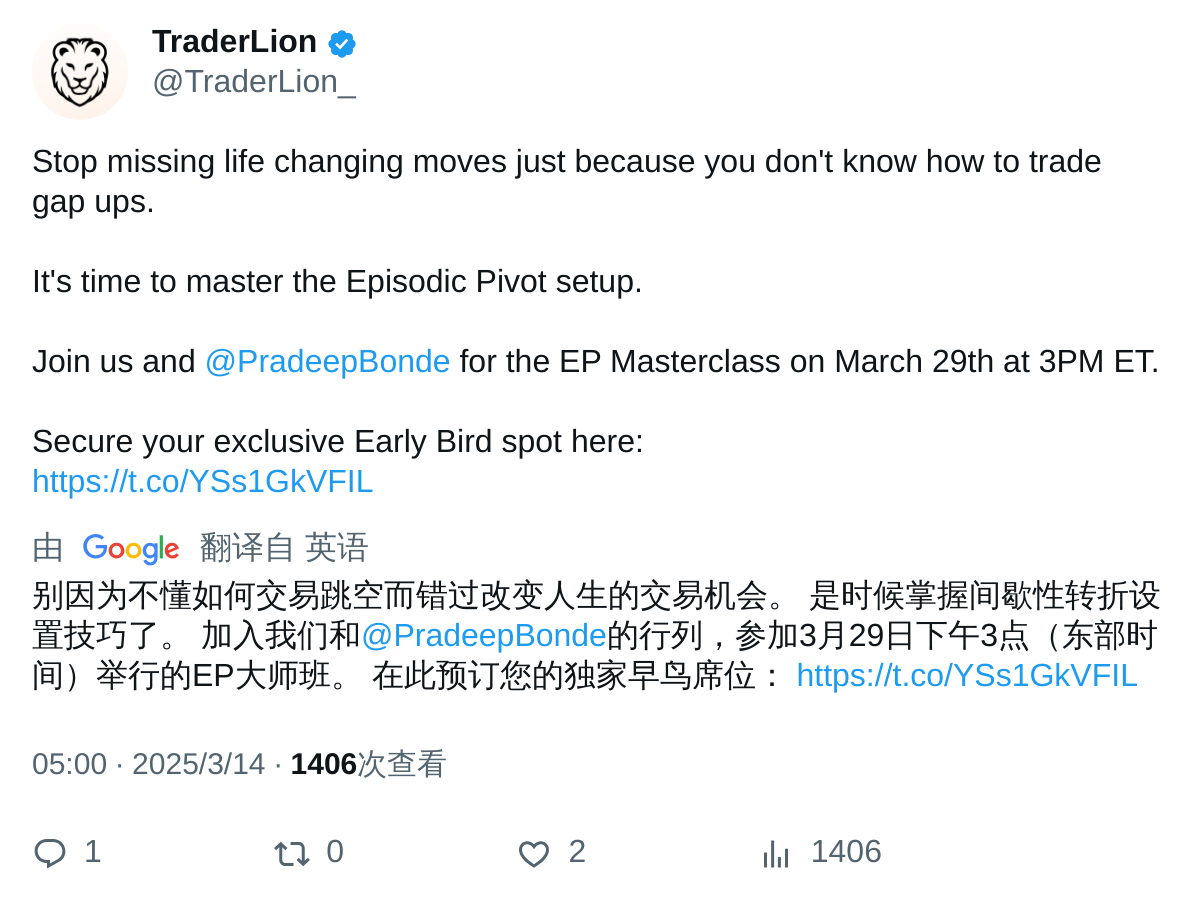 TraderLion
@TraderLion_
Stop missing life changing moves just because you don't know how to trade
gap ups.
It's time to master the Episodic Pivot setup.
Join us and @PradeepBonde for the EP Masterclass on March 29th at 3PM ET.
Secure your exclusive Early Bird spot here:
https://t.co/YSs1GkVFIL
由 Google 翻译自 英语
别因为不懂如何交易跳空而错过改变人生的交易机会。 是时候掌握间歇性转折设
置技巧了。 加入我们和@PradeepBonde的行列，参加3月29日下午3点（东部时
间）举行的EP大师班。 在此预订您的独家早鸟席位： https://t.co/YSs1GkVFIL
05:00 · 2025/3/14 · 1406次查看
1 0 2 1406